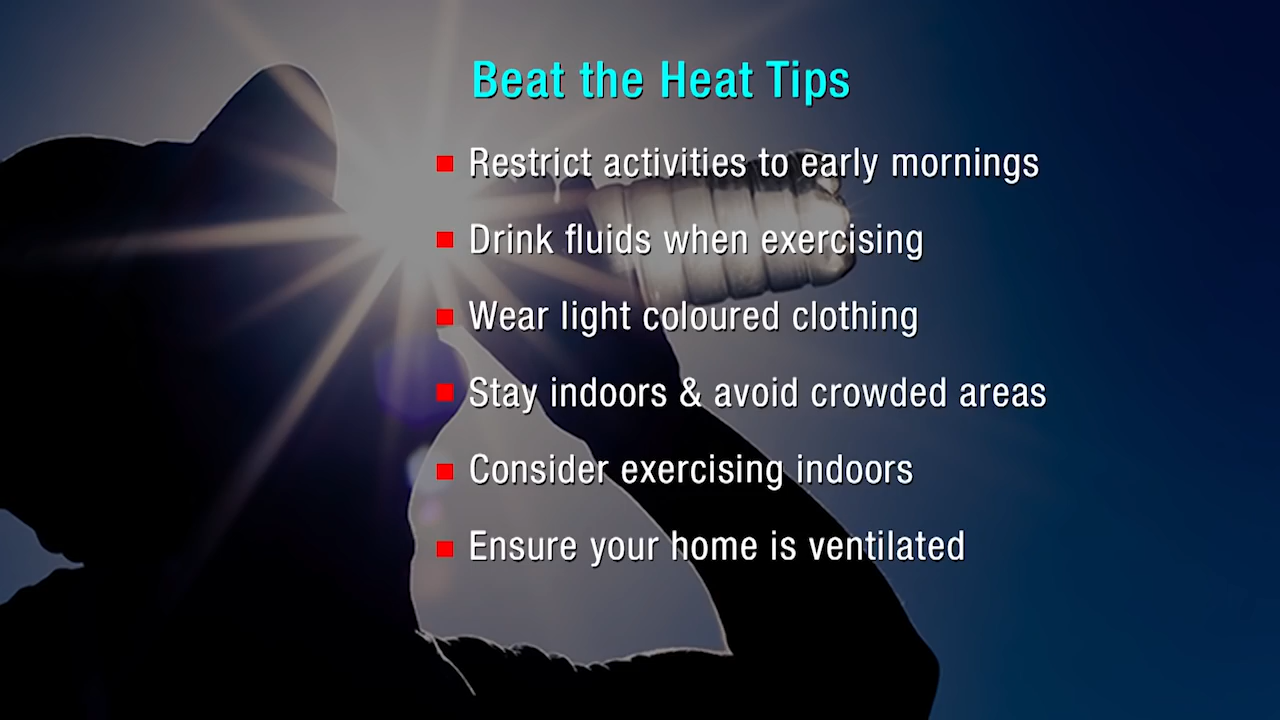 Beat the Heat Tips
Restrict activities to early mornings
Drink fluids when exercising
Wear light coloured clothing
Stay indoors & avoid crowded areas
Consider exercising indoors
Ensure your home is ventilated